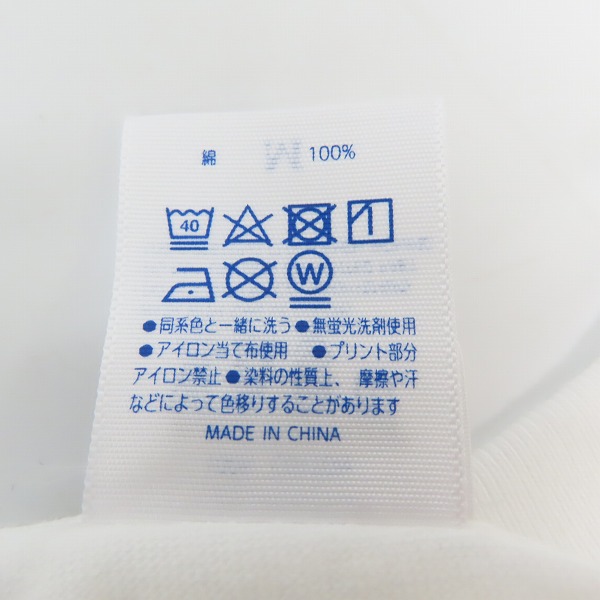 綿 100%
40
W
●同系色と一緒に洗う●無蛍光洗剤使用
●アイロン当て布使用 ●プリント部分
アイロン禁止●染料の性質上、摩擦や汗
などによって色移りすることがあります
MADE IN CHINA